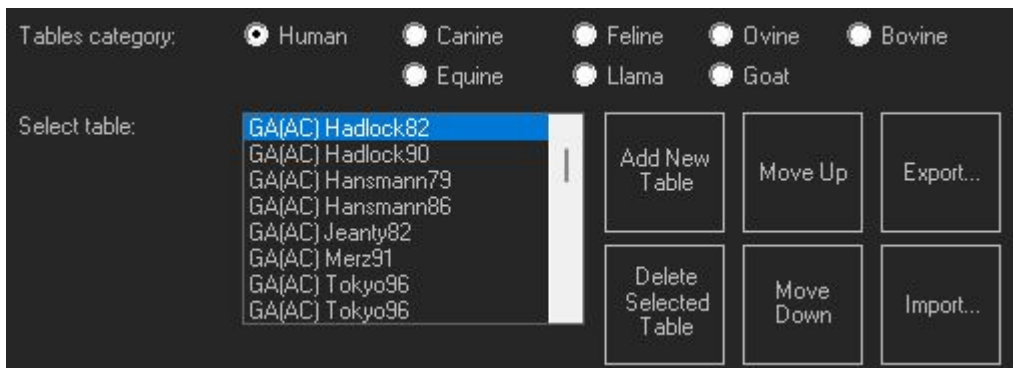 Tables category: Human Canine Feline Ovine Bovine
Equine Llama Goat
Select table:
GA(AC) Hadlock82
GA(AC) Hadlock90
GA(AC) Hansmann79
GA(AC) Hansmann86
GA(AC) Jeanty82
GA(AC) Merz91
GA(AC) Tokyo96
GA(AC) Tokyo96
Add New
Table
Move Up
Export...
Delete
Selected
Table
Move
Down
Import...